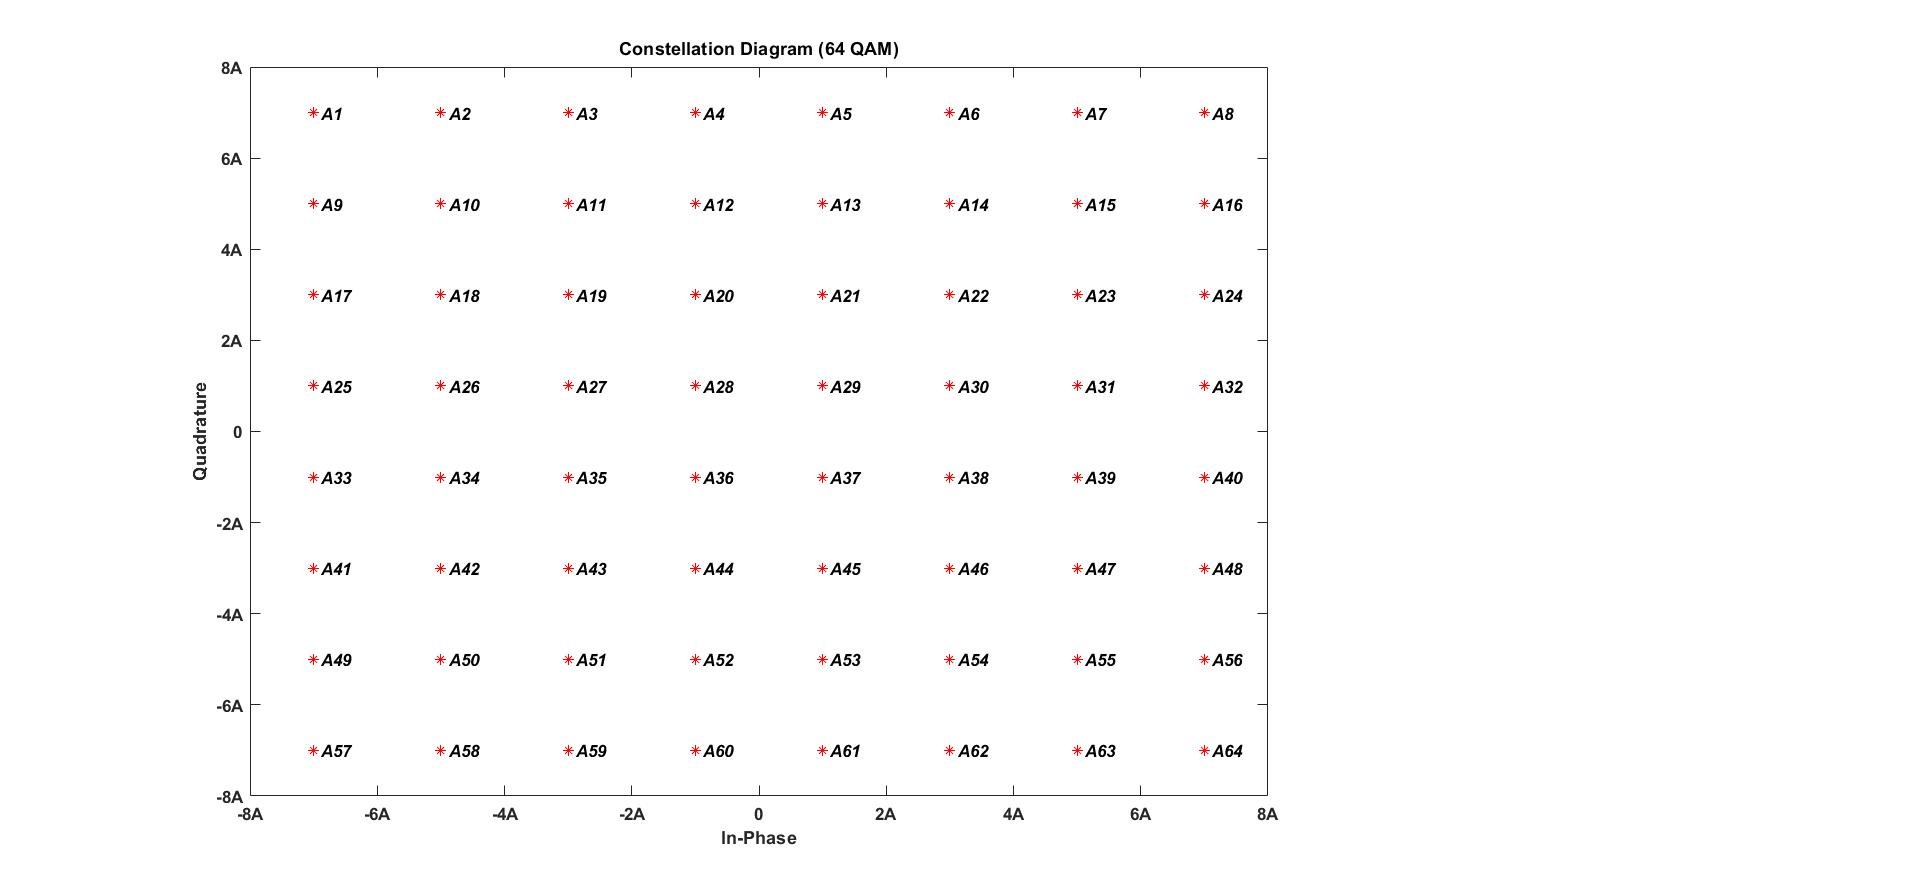 Constellation Diagram (64 QAM)
8A
A1 A2 A3 A4 A5 A6 A7 A8
6A
A9 A10 A11 A12 A13 A14 A15 A16
4A
A17 A18 A19 A20 A21 A22 A23 A24
2A
A25 A26 A27 A28 A29 A30 A31 A32
Quadrature
0
A33 A34 A35 A36 A37 A38 A39 A40
-2A
A41 A42 A43 A44 A45 A46 A47 A48
-4A
A49 A50 A51 A52 A53 A54 A55 A56
-6A
A57 A58 A59 A60 A61 A62 A63 A64
-8A
-8A -6A -4A -2A 0 2A 4A 6A 8A
In-Phase